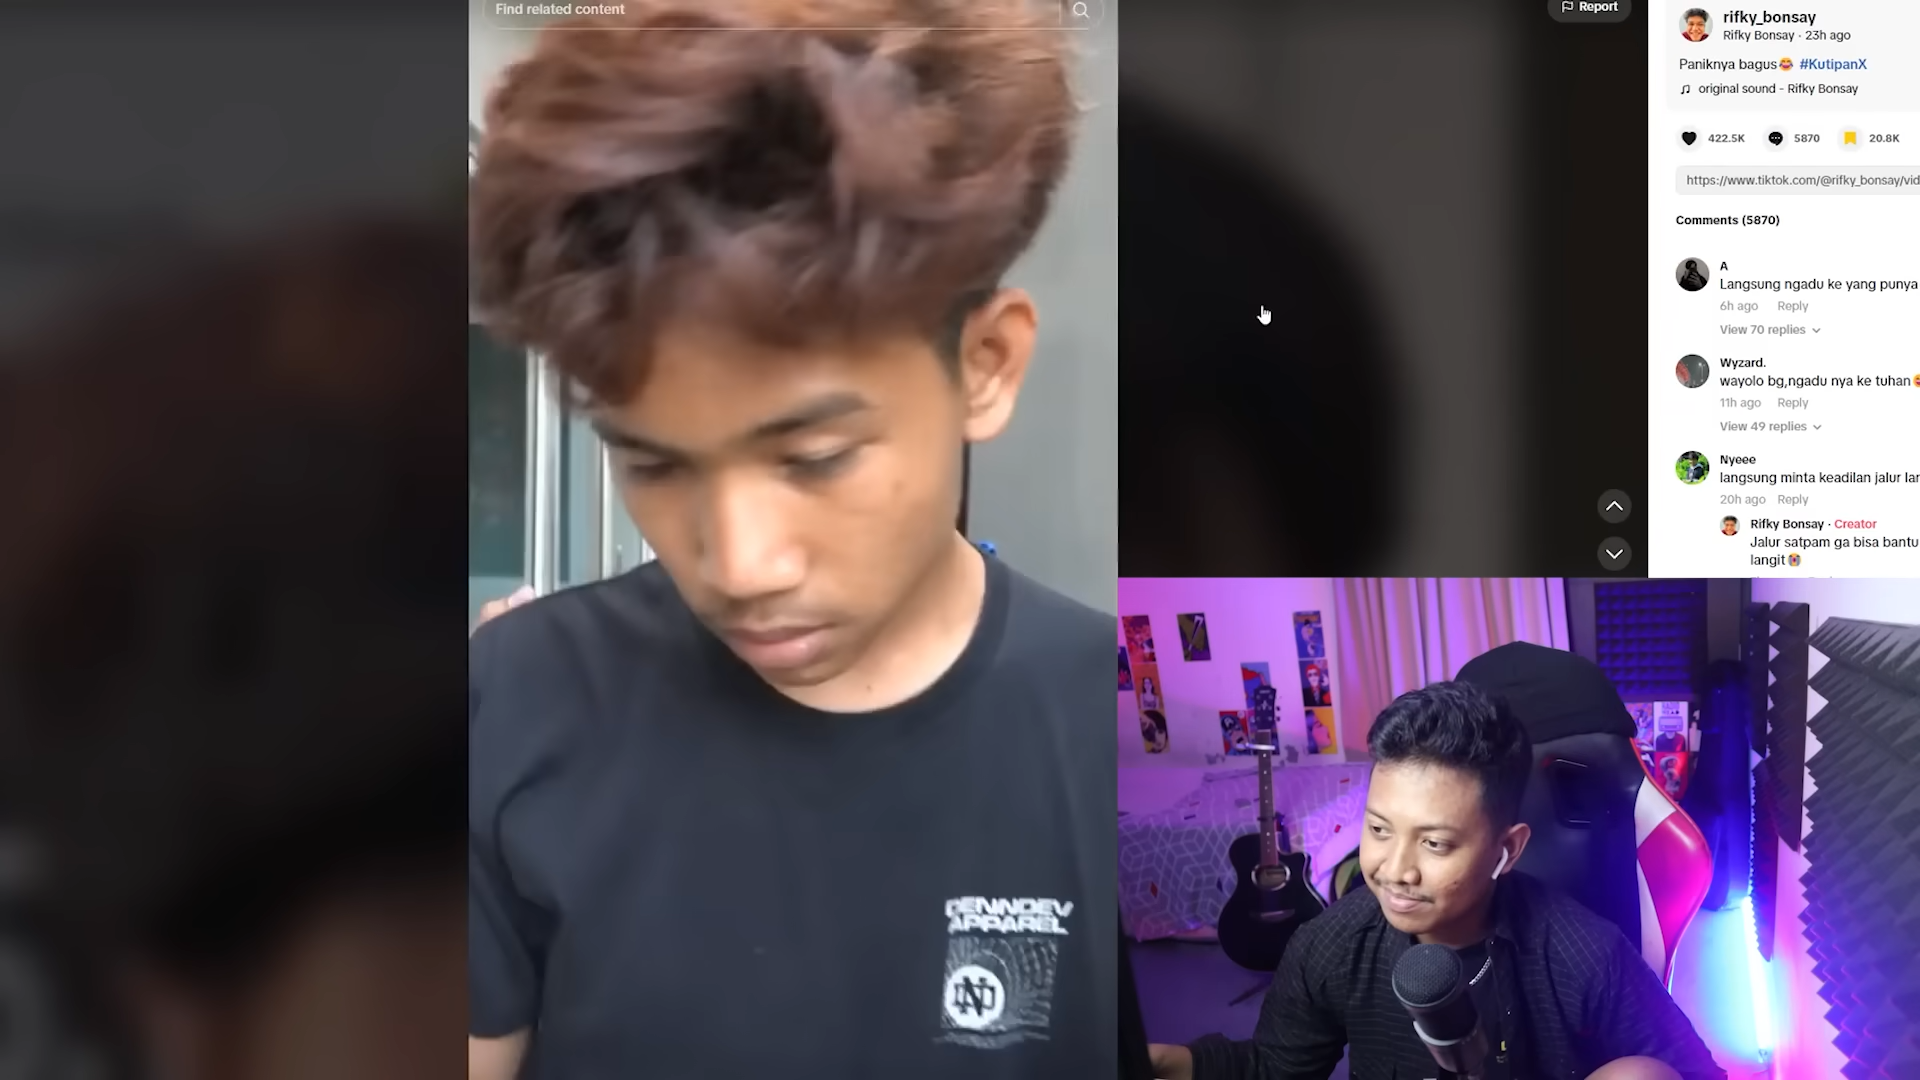 Find related content
Report
rifky_bonsay
Rifky Bonsay · 23h ago
Paniknya bagus😂 #KutipanX
original sound - Rifky Bonsay
422.5K
5870
20.8K
https://www.tiktok.com/@rifky_bonsay/vid
Comments (5870)
A
Langsung ngadu ke yang punya
6h ago Reply
View 70 replies
Wyzard.
wayolo bg,ngadu nya ke tuhan
11h ago Reply
View 49 replies
Nyeee
langsung minta keadilan jalur lan
20h ago Reply
Rifky Bonsay · Creator
Jalur satpam ga bisa bantu
langit😭
DENNDEV
APPAREL
ND